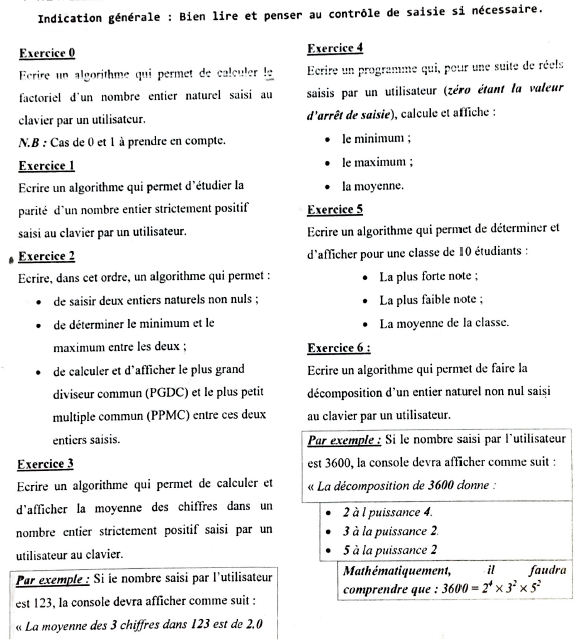 Indication générale : Bien lire et penser au contrôle de saisie si nécessaire.
Exercice 0
Ecrire un algorithme qui permet de calculer le
factoriel d'un nombre entier naturel saisi au
clavier par un utilisateur.
N.B : Cas de 0 et 1 à prendre en compte.
Exercice 1
Ecrire un algorithme qui permet d'étudier la
parité d'un nombre entier strictement positif
saisi au clavier par un utilisateur.
Exercice 2
Ecrire, dans cet ordre, un algorithme qui permet :
• de saisir deux entiers naturels non nuls ;
• de déterminer le minimum et le
maximum entre les deux ;
• de calculer et d'afficher le plus grand
diviseur commun (PGDC) et le plus petit
multiple commun (PPMC) entre ces deux
entiers saisis.
Exercice 3
Ecrire un algorithme qui permet de calculer et
d'afficher la moyenne des chiffres dans un
nombre entier strictement positif saisi par un
utilisateur au clavier.
Par exemple : Si le nombre saisi par l'utilisateur
est 123, la console devra afficher comme suit :
« La moyenne des 3 chiffres dans 123 est de 2.0
Exercice 4
Ecrire un programme qui, pour une suite de réels
saisis par un utilisateur (zéro étant la valeur
d'arrêt de saisie), calcule et affiche :
• le minimum ;
• le maximum ;
• la moyenne.
Exercice 5
Ecrire un algorithme qui permet de déterminer et
d'afficher pour une classe de 10 étudiants :
• La plus forte note ;
• La plus faible note ;
• La moyenne de la classe.
Exercice 6 :
Ecrire un algorithme qui permet de faire la
décomposition d'un entier naturel non nul saisi
au clavier par un utilisateur.
Par exemple : Si le nombre saisi par l'utilisateur
est 3600, la console devra afficher comme suit :
« La décomposition de 3600 donne :
• 2 à l puissance 4.
• 3 à la puissance 2.
• 5 à la puissance 2
Mathématiquement, il faudra
comprendre que : 3600 = 2⁴ × 3² × 5²